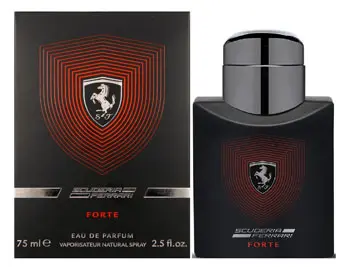 S F
SCUDERIA
FERRARI
FORTE
EAU DE PARFUM
75 ml e VAPORISATEUR NATURAL SPRAY 2.5 fl.oz.
S F
SCUDERIA
FERRARI
FORTE